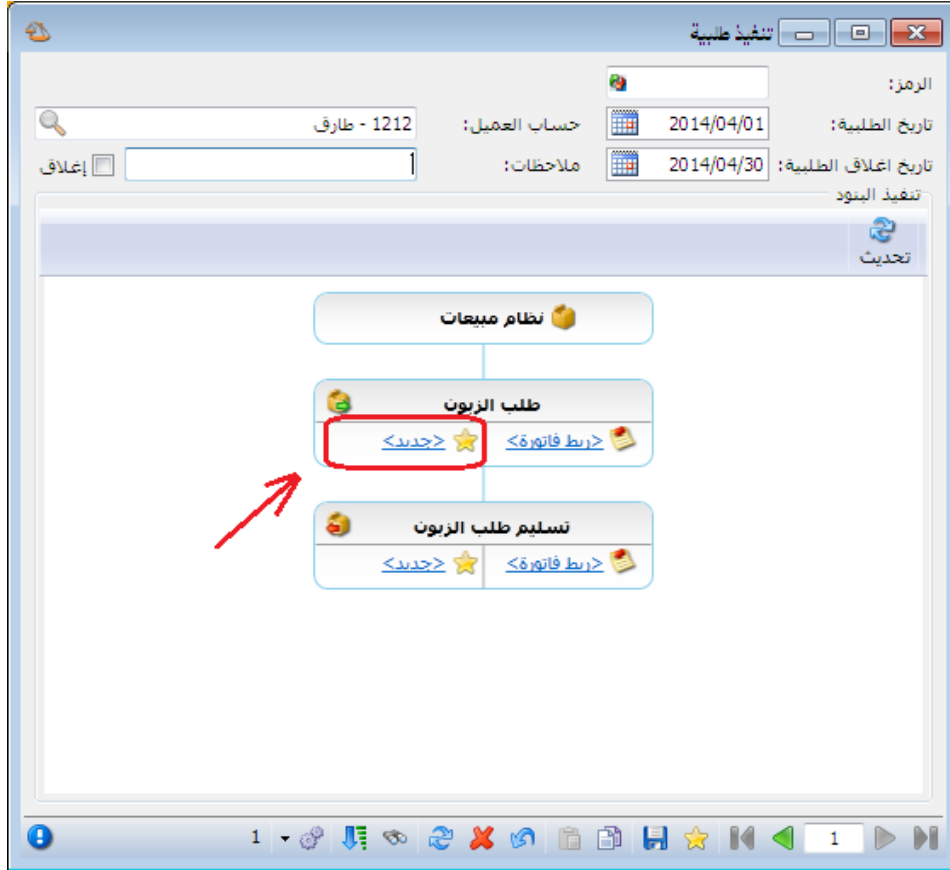 تنفيذ طلبية
الرمز:
تاريخ الطلبية: 2014/04/01 حساب العميل: 1212 - طارق
تاريخ اغلاق الطلبية: 2014/04/30 ملاحظات: إغلاق
تنفيذ البنود
تحديث
نظام مبيعات
طلب الزبون
<ربط فاتورة> <جديد>
تسليم طلب الزبون
<ربط فاتورة> <جديد>
1 1